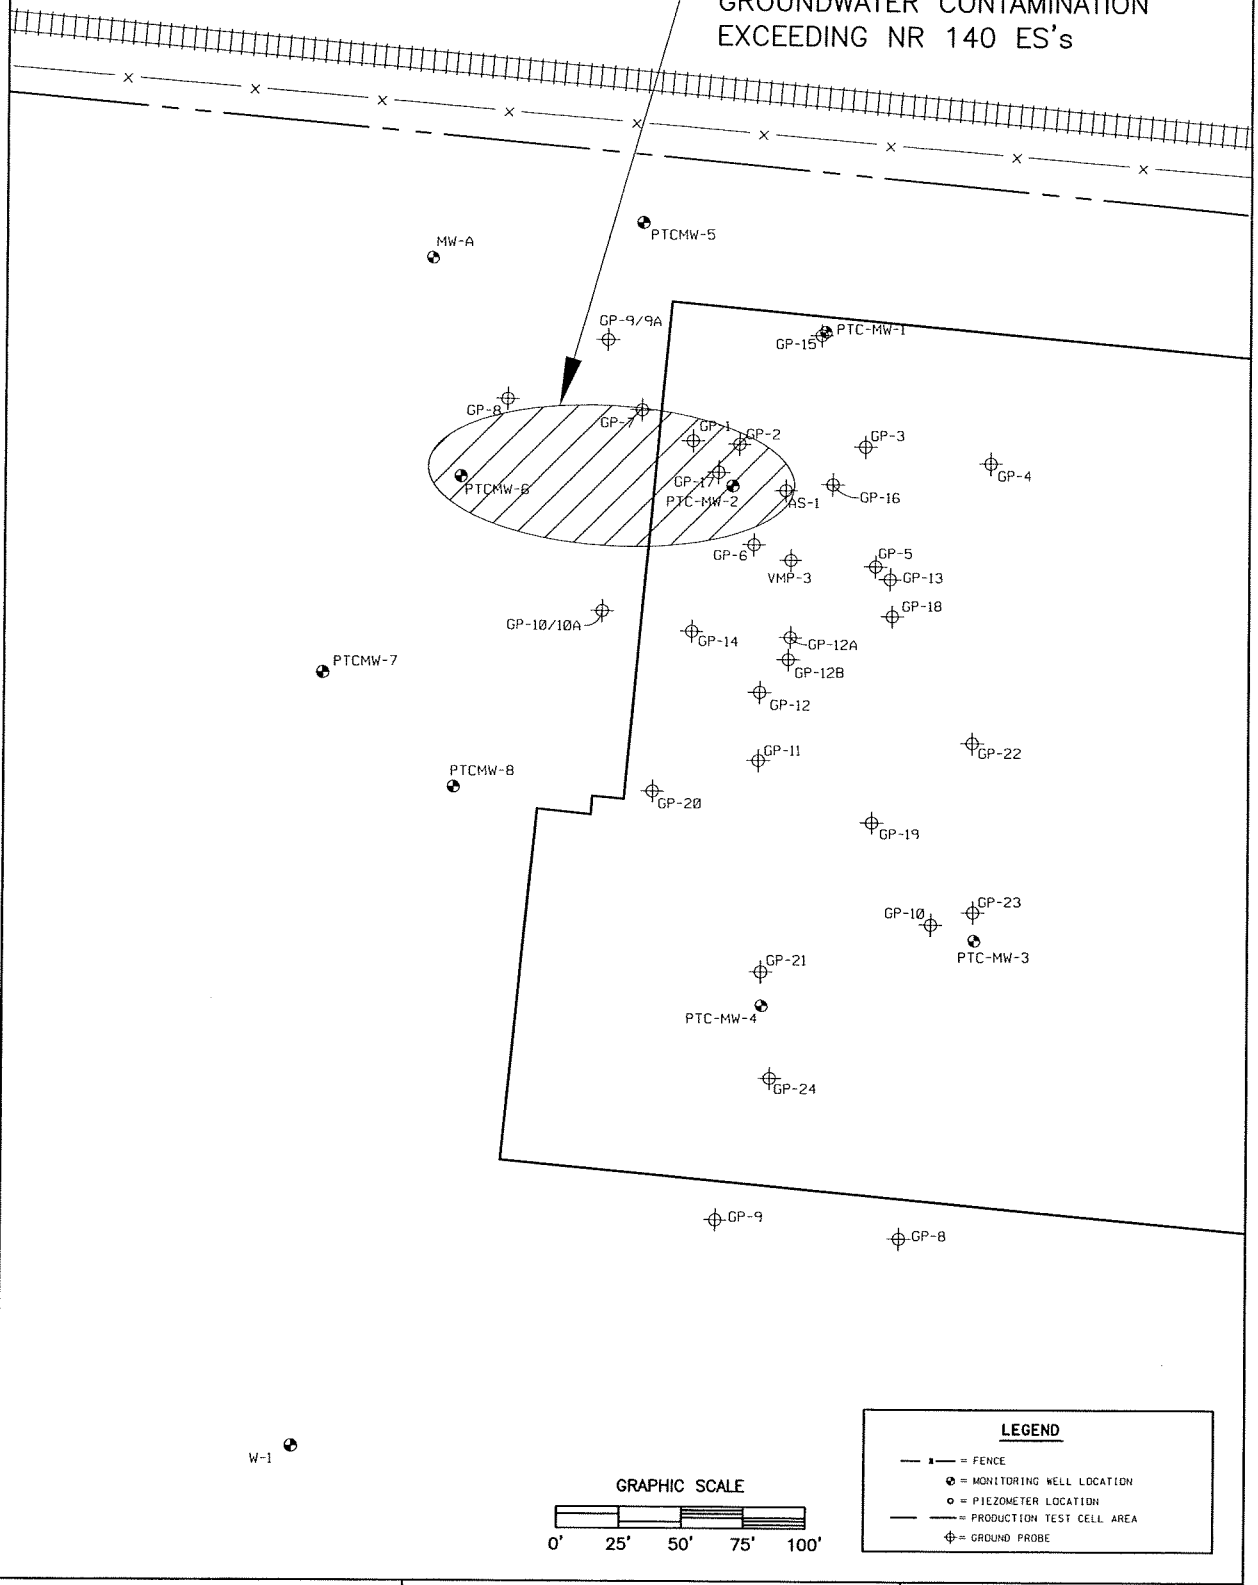 GROUNDWATER CONTAMINATION
EXCEEDING NR 140 ES's
PTCMW-5
MW-A
GP-9/9A
PTC-MW-1
GP-15
GP-8
GP-7
GP-1
GP-2
GP-3
GP-4
GP-17
PTCMW-6
PTC-MW-2
AS-1
GP-16
GP-6
VMP-3
GP-5
GP-13
GP-18
GP-10/10A
GP-14
GP-12A
GP-12B
PTCMW-7
GP-12
GP-11
GP-22
PTCMW-8
GP-20
GP-19
GP-23
GP-10
PTC-MW-3
GP-21
PTC-MW-4
GP-24
GP-9
GP-8
W-1
GRAPHIC SCALE
0' 25' 50' 75' 100'
LEGEND
x = FENCE
= MONITORING WELL LOCATION
= PIEZOMETER LOCATION
= PRODUCTION TEST CELL AREA
= GROUND PROBE